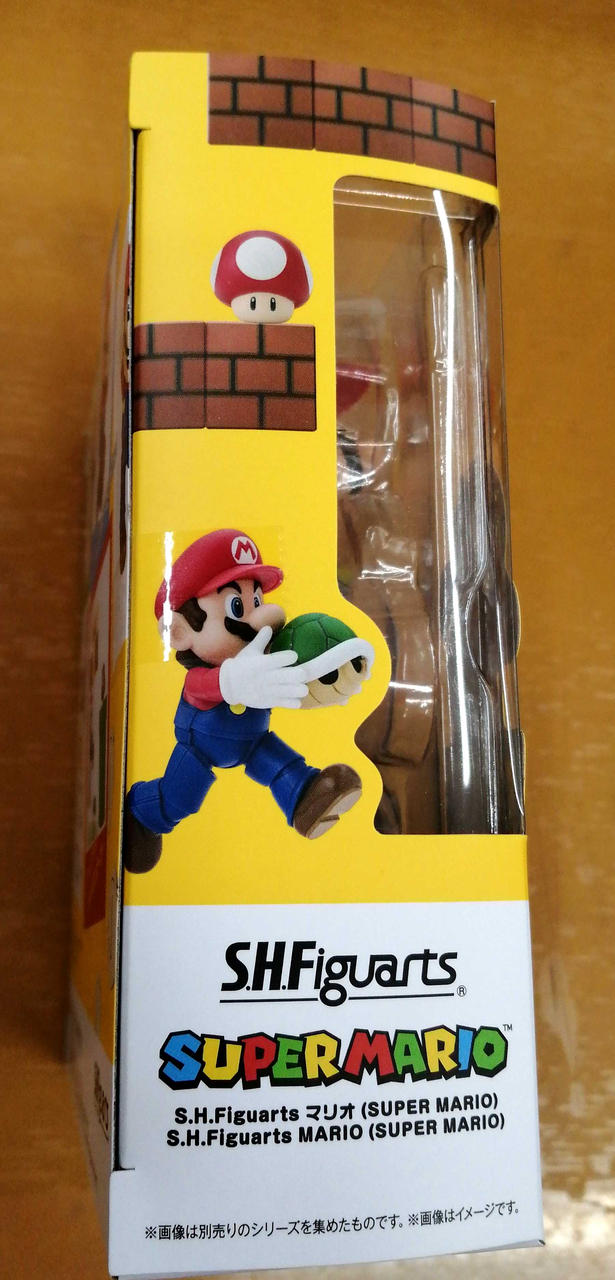 M
S.H.Figuarts®
SUPER MARIO™
S.H.Figuarts マリオ (SUPER MARIO)
S.H.Figuarts MARIO (SUPER MARIO)
※画像は別売りのシリーズを集めたものです。※画像はイメージです。